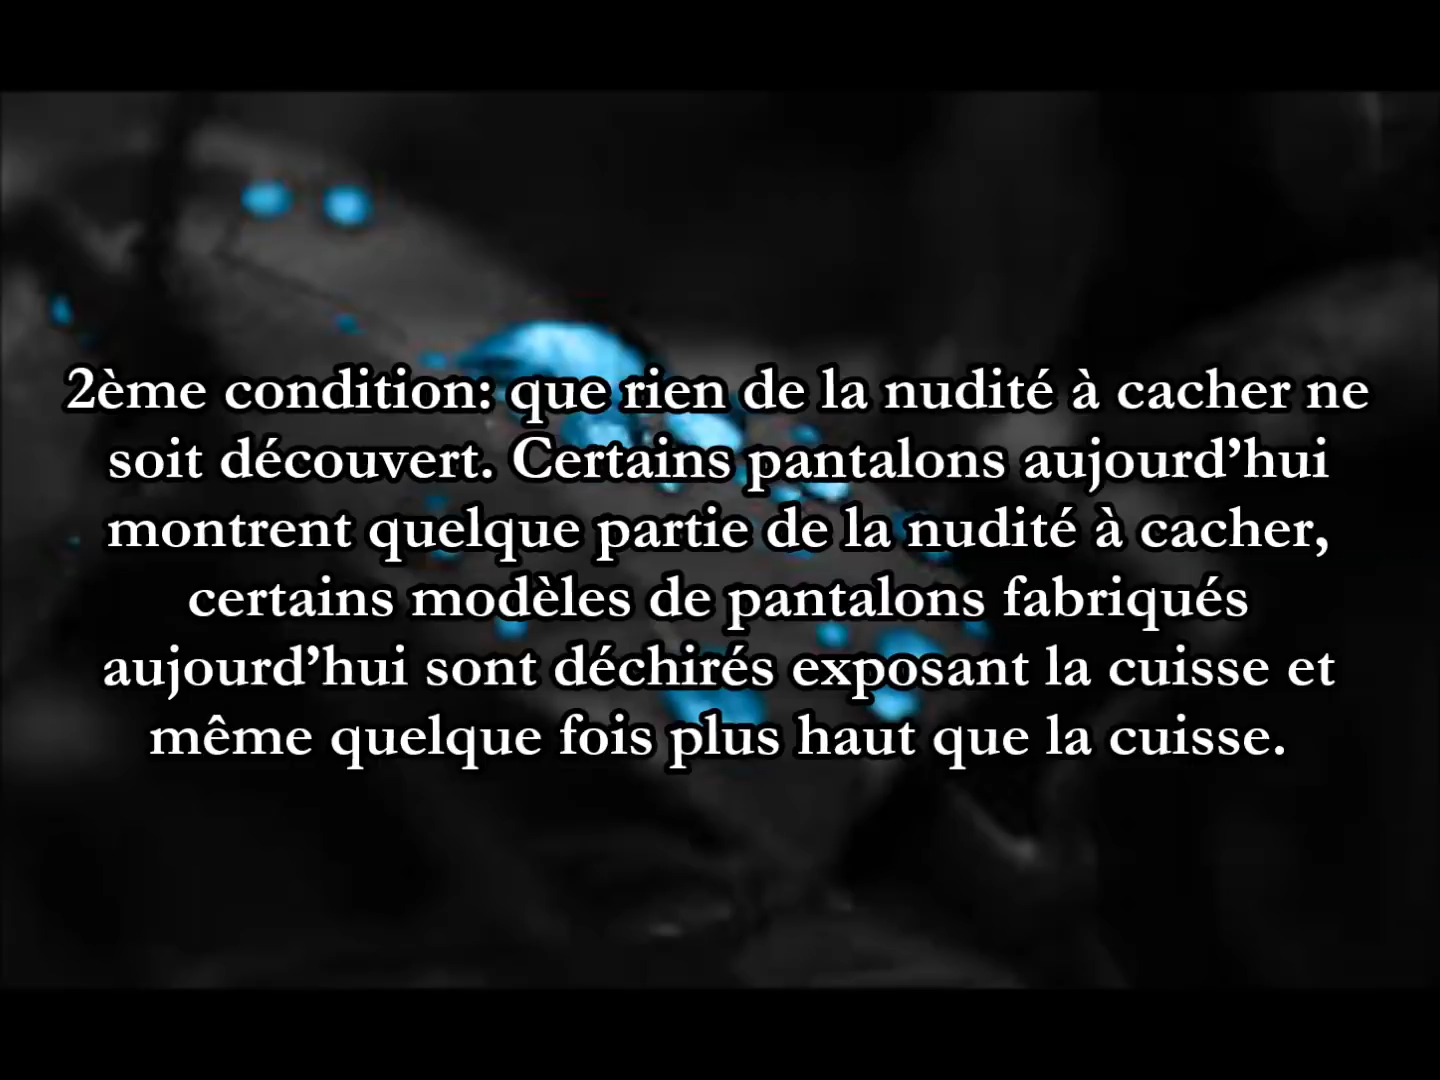 2ème condition: que rien de la nudité à cacher ne
soit découvert. Certains pantalons aujourd’hui
montrent quelque partie de la nudité à cacher,
certains modèles de pantalons fabriqués
aujourd’hui sont déchirés exposant la cuisse et
même quelque fois plus haut que la cuisse.